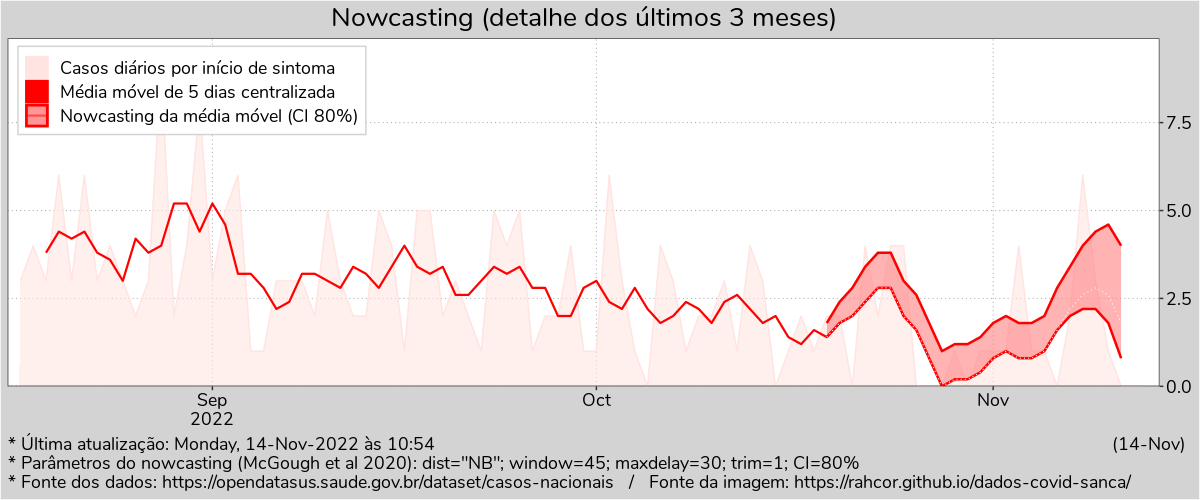 Nowcasting (detalhe dos últimos 3 meses)
Casos diários por início de sintoma
Média móvel de 5 dias centralizada
Nowcasting da média móvel (CI 80%)
7.5
5.0
2.5
0.0
Sep
2022
Oct
Nov
* Última atualização: Monday, 14-Nov-2022 às 10:54
(14-Nov)
* Parâmetros do nowcasting (McGough et al 2020): dist="NB"; window=45; maxdelay=30; trim=1; CI=80%
* Fonte dos dados: https://opendatasus.saude.gov.br/dataset/casos-nacionais / Fonte da imagem: https://rahcor.github.io/dados-covid-sanca/